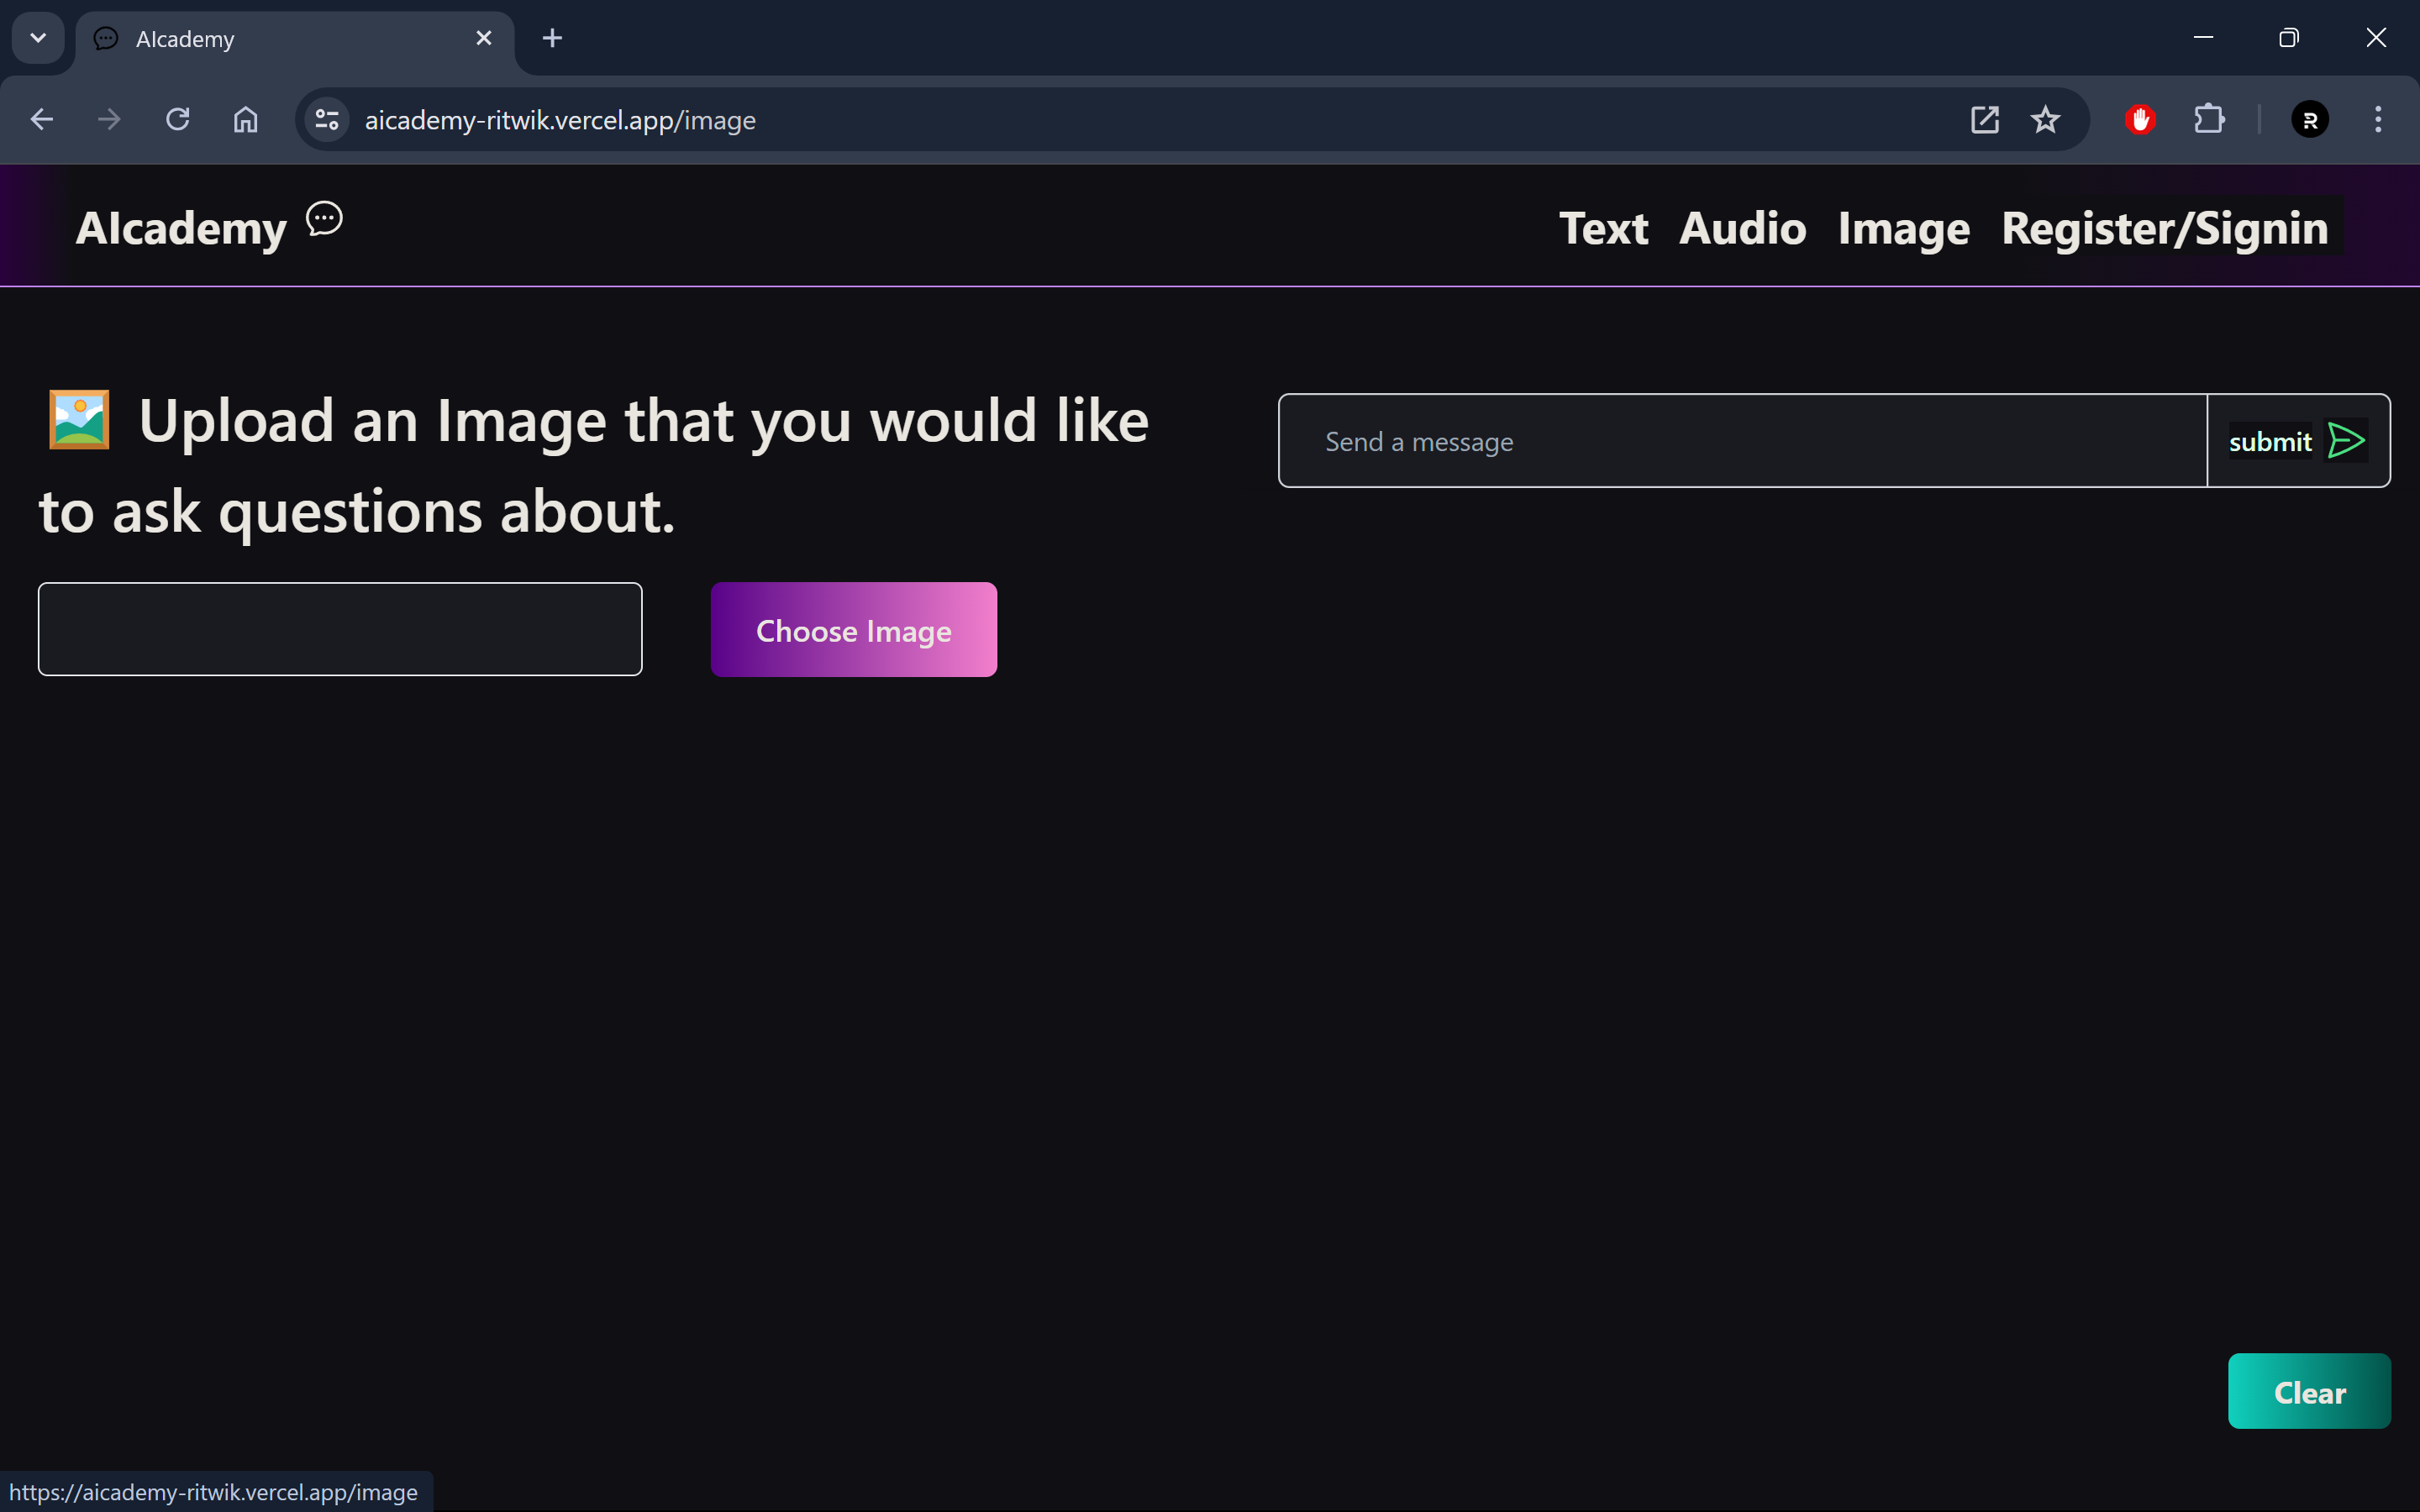 AIcademy
aicademy-ritwik.vercel.app/image
AIcademy
Text Audio Image Register/Signin
Upload an Image that you would like
to ask questions about.
Send a message
submit
Choose Image
Clear
https://aicademy-ritwik.vercel.app/image